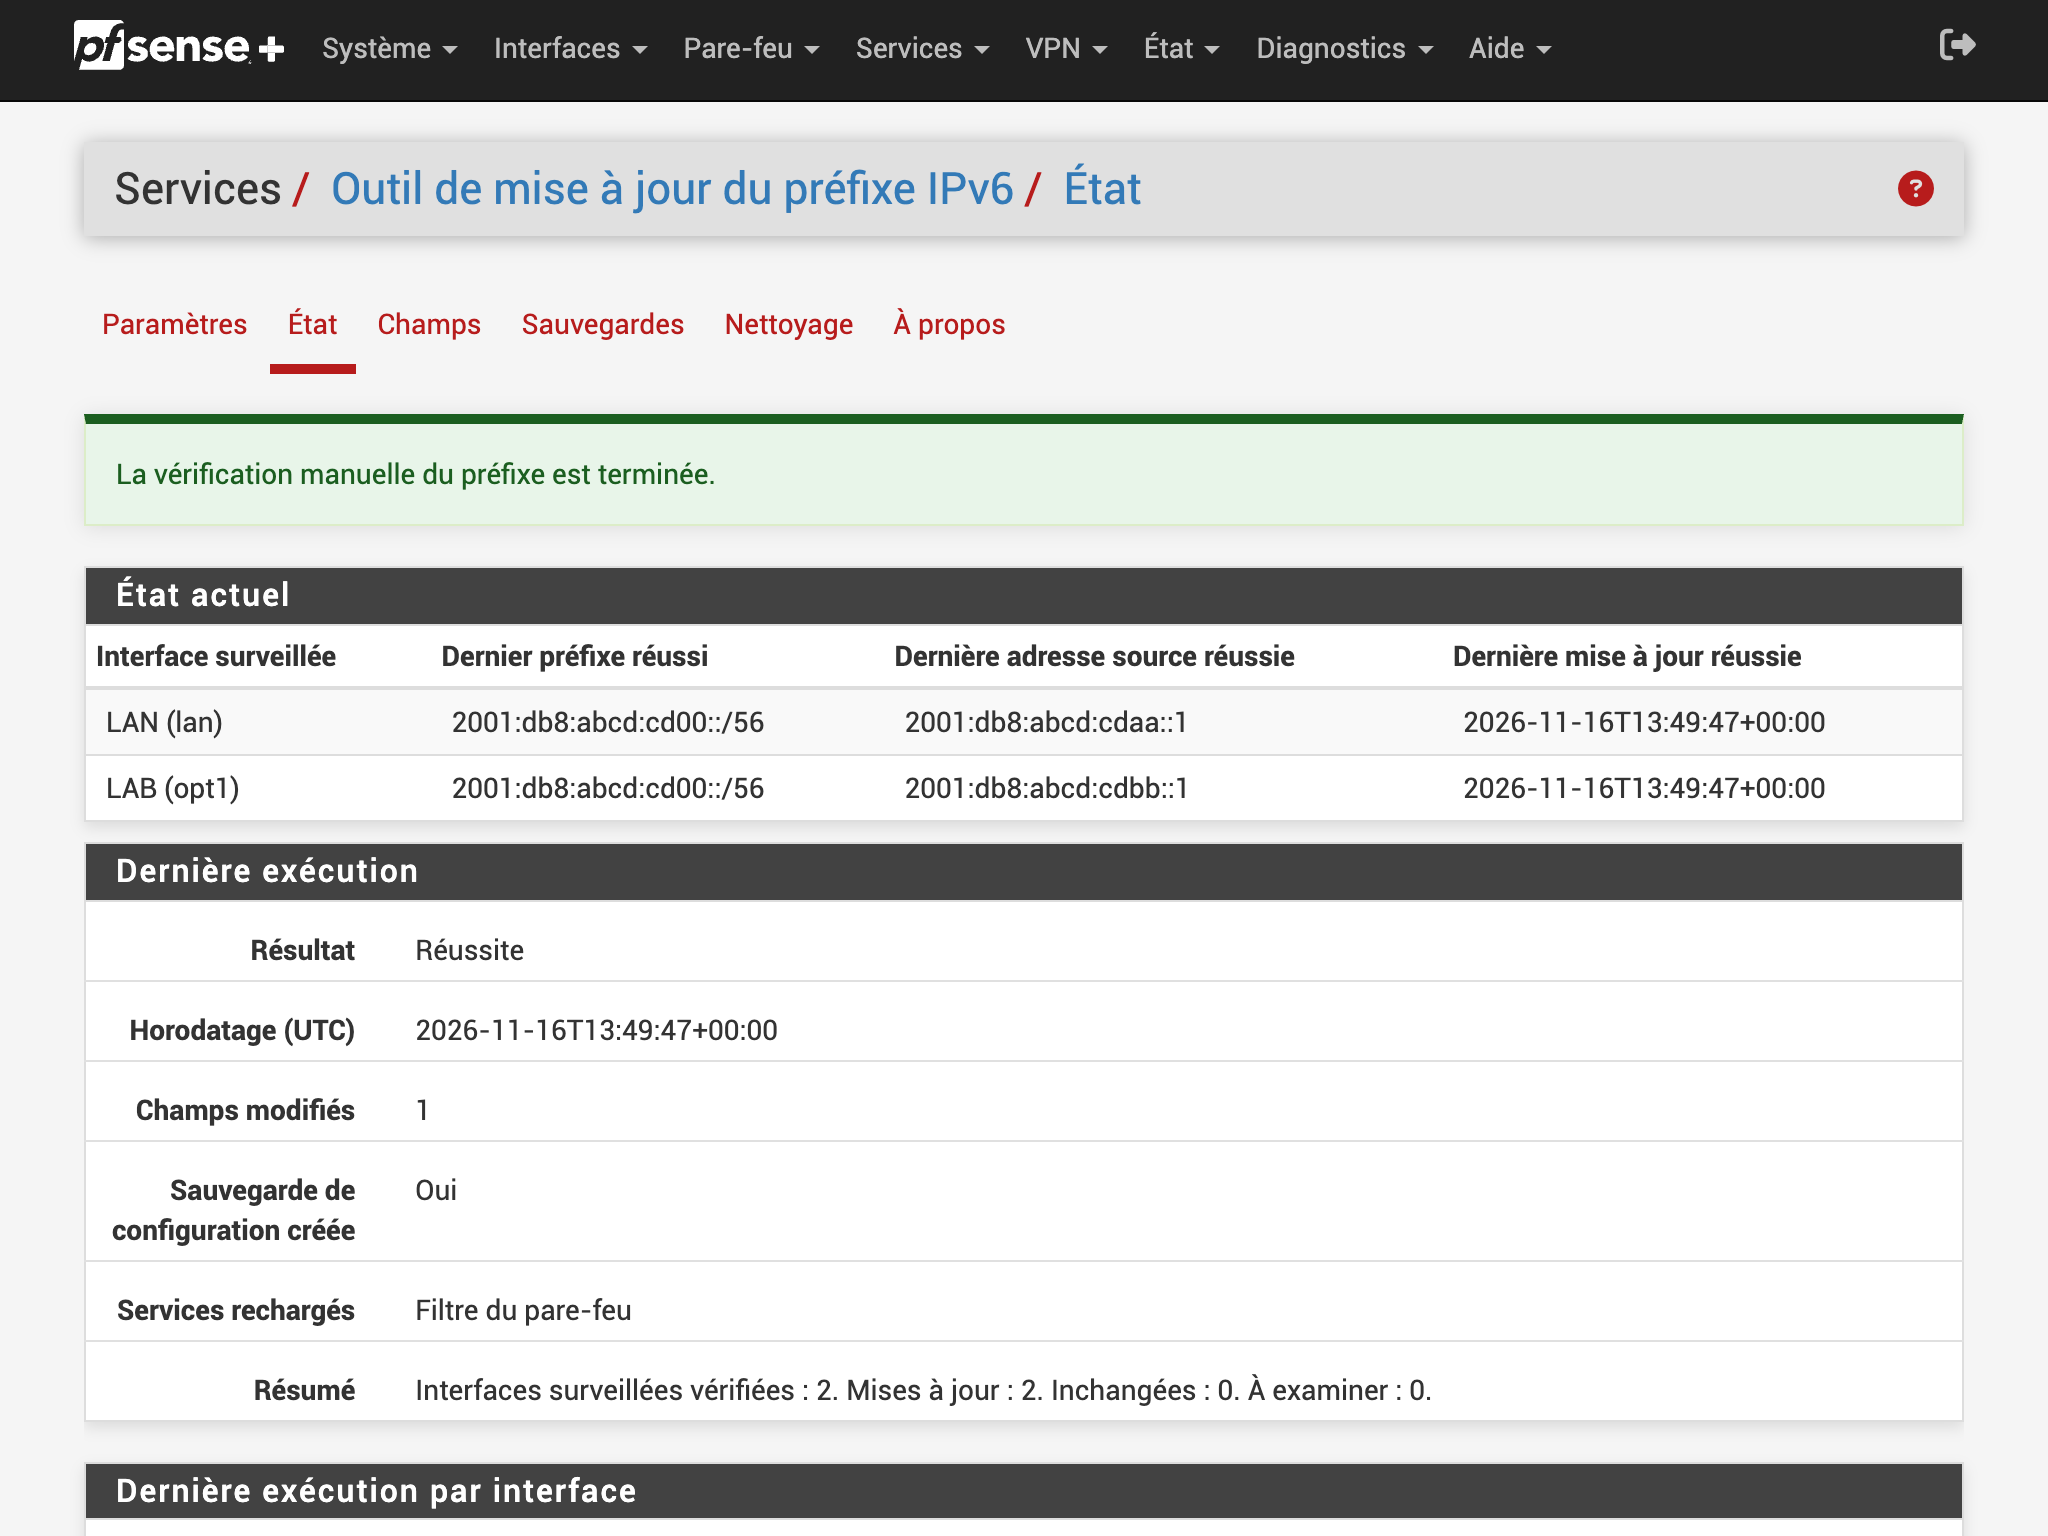 pfsense+ Système Interfaces Pare-feu Services VPN État Diagnostics Aide
Services / Outil de mise à jour du préfixe IPv6 / État ?
Paramètres État Champs Sauvegardes Nettoyage À propos
La vérification manuelle du préfixe est terminée.
État actuel
Interface surveillée Dernier préfixe réussi Dernière adresse source réussie Dernière mise à jour réussie
LAN (lan) 2001:db8:abcd:cd00::/56 2001:db8:abcd:cdaa::1 2026-11-16T13:49:47+00:00
LAB (opt1) 2001:db8:abcd:cd00::/56 2001:db8:abcd:cdbb::1 2026-11-16T13:49:47+00:00
Dernière exécution
Résultat Réussite
Horodatage (UTC) 2026-11-16T13:49:47+00:00
Champs modifiés 1
Sauvegarde de Oui
configuration créée
Services rechargés Filtre du pare-feu
Résumé Interfaces surveillées vérifiées : 2. Mises à jour : 2. Inchangées : 0. À examiner : 0.
Dernière exécution par interface